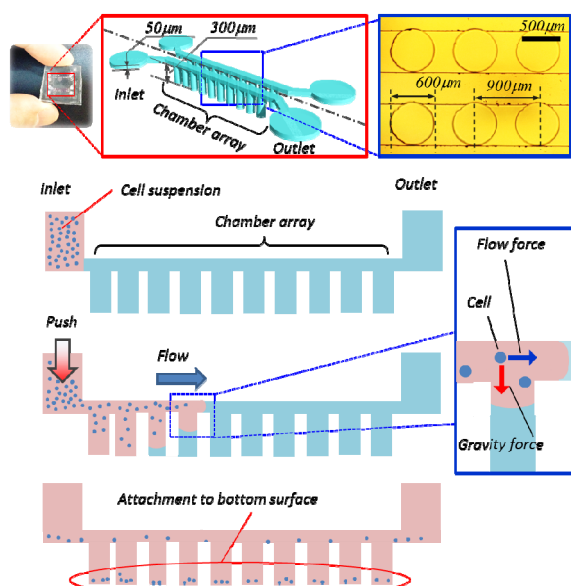 50μm
300μm
Inlet
Chamber array
Outlet
500μm
600μm
900μm
Inlet
Cell suspension
Outlet
Chamber array
Push
Flow
Flow force
Cell
Gravity force
Attachment to bottom surface